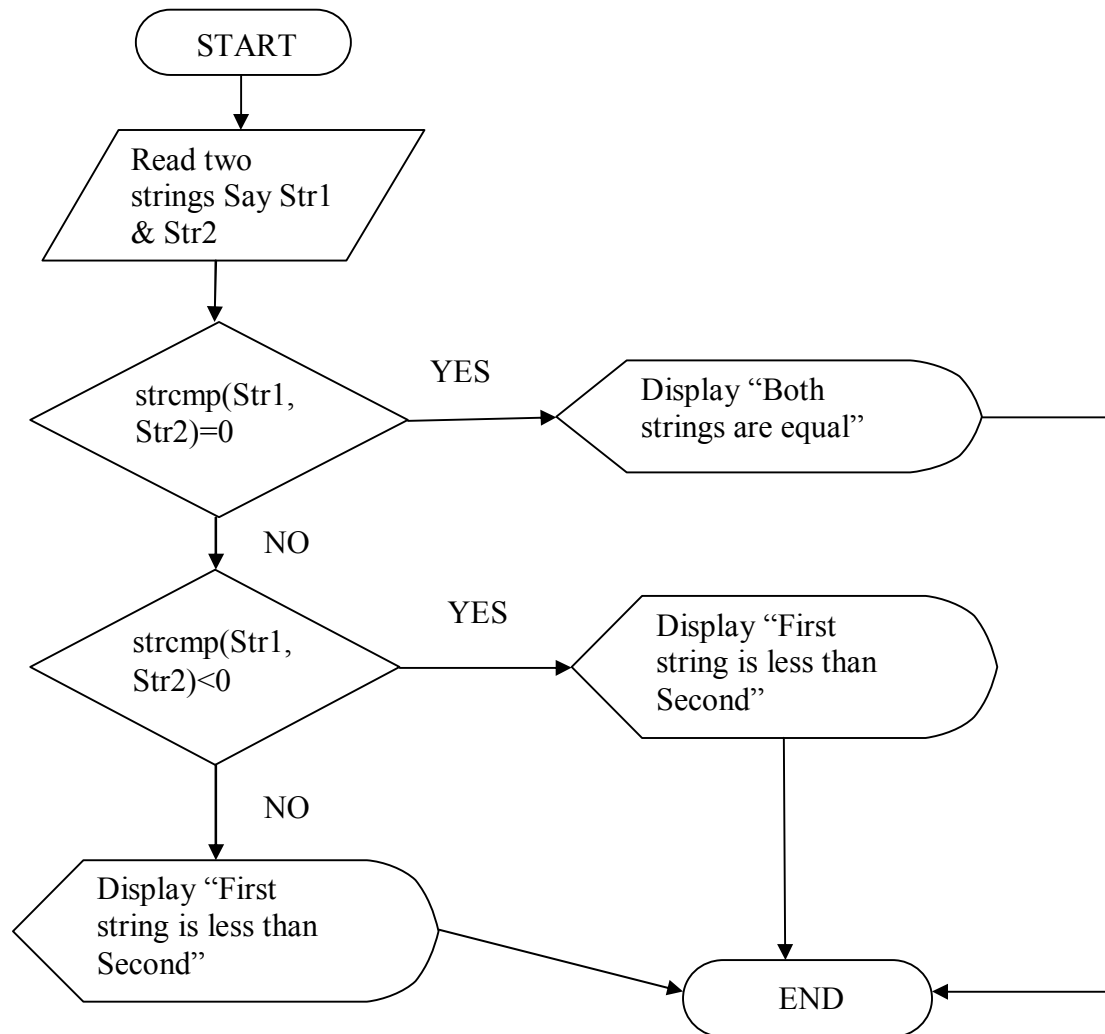 START
Read two
strings Say Str1
& Str2
strcmp(Str1,
Str2)=0
YES
Display “Both
strings are equal”
NO
strcmp(Str1,
Str2)<0
YES
Display “First
string is less than
Second”
NO
Display “First
string is less than
Second”
END